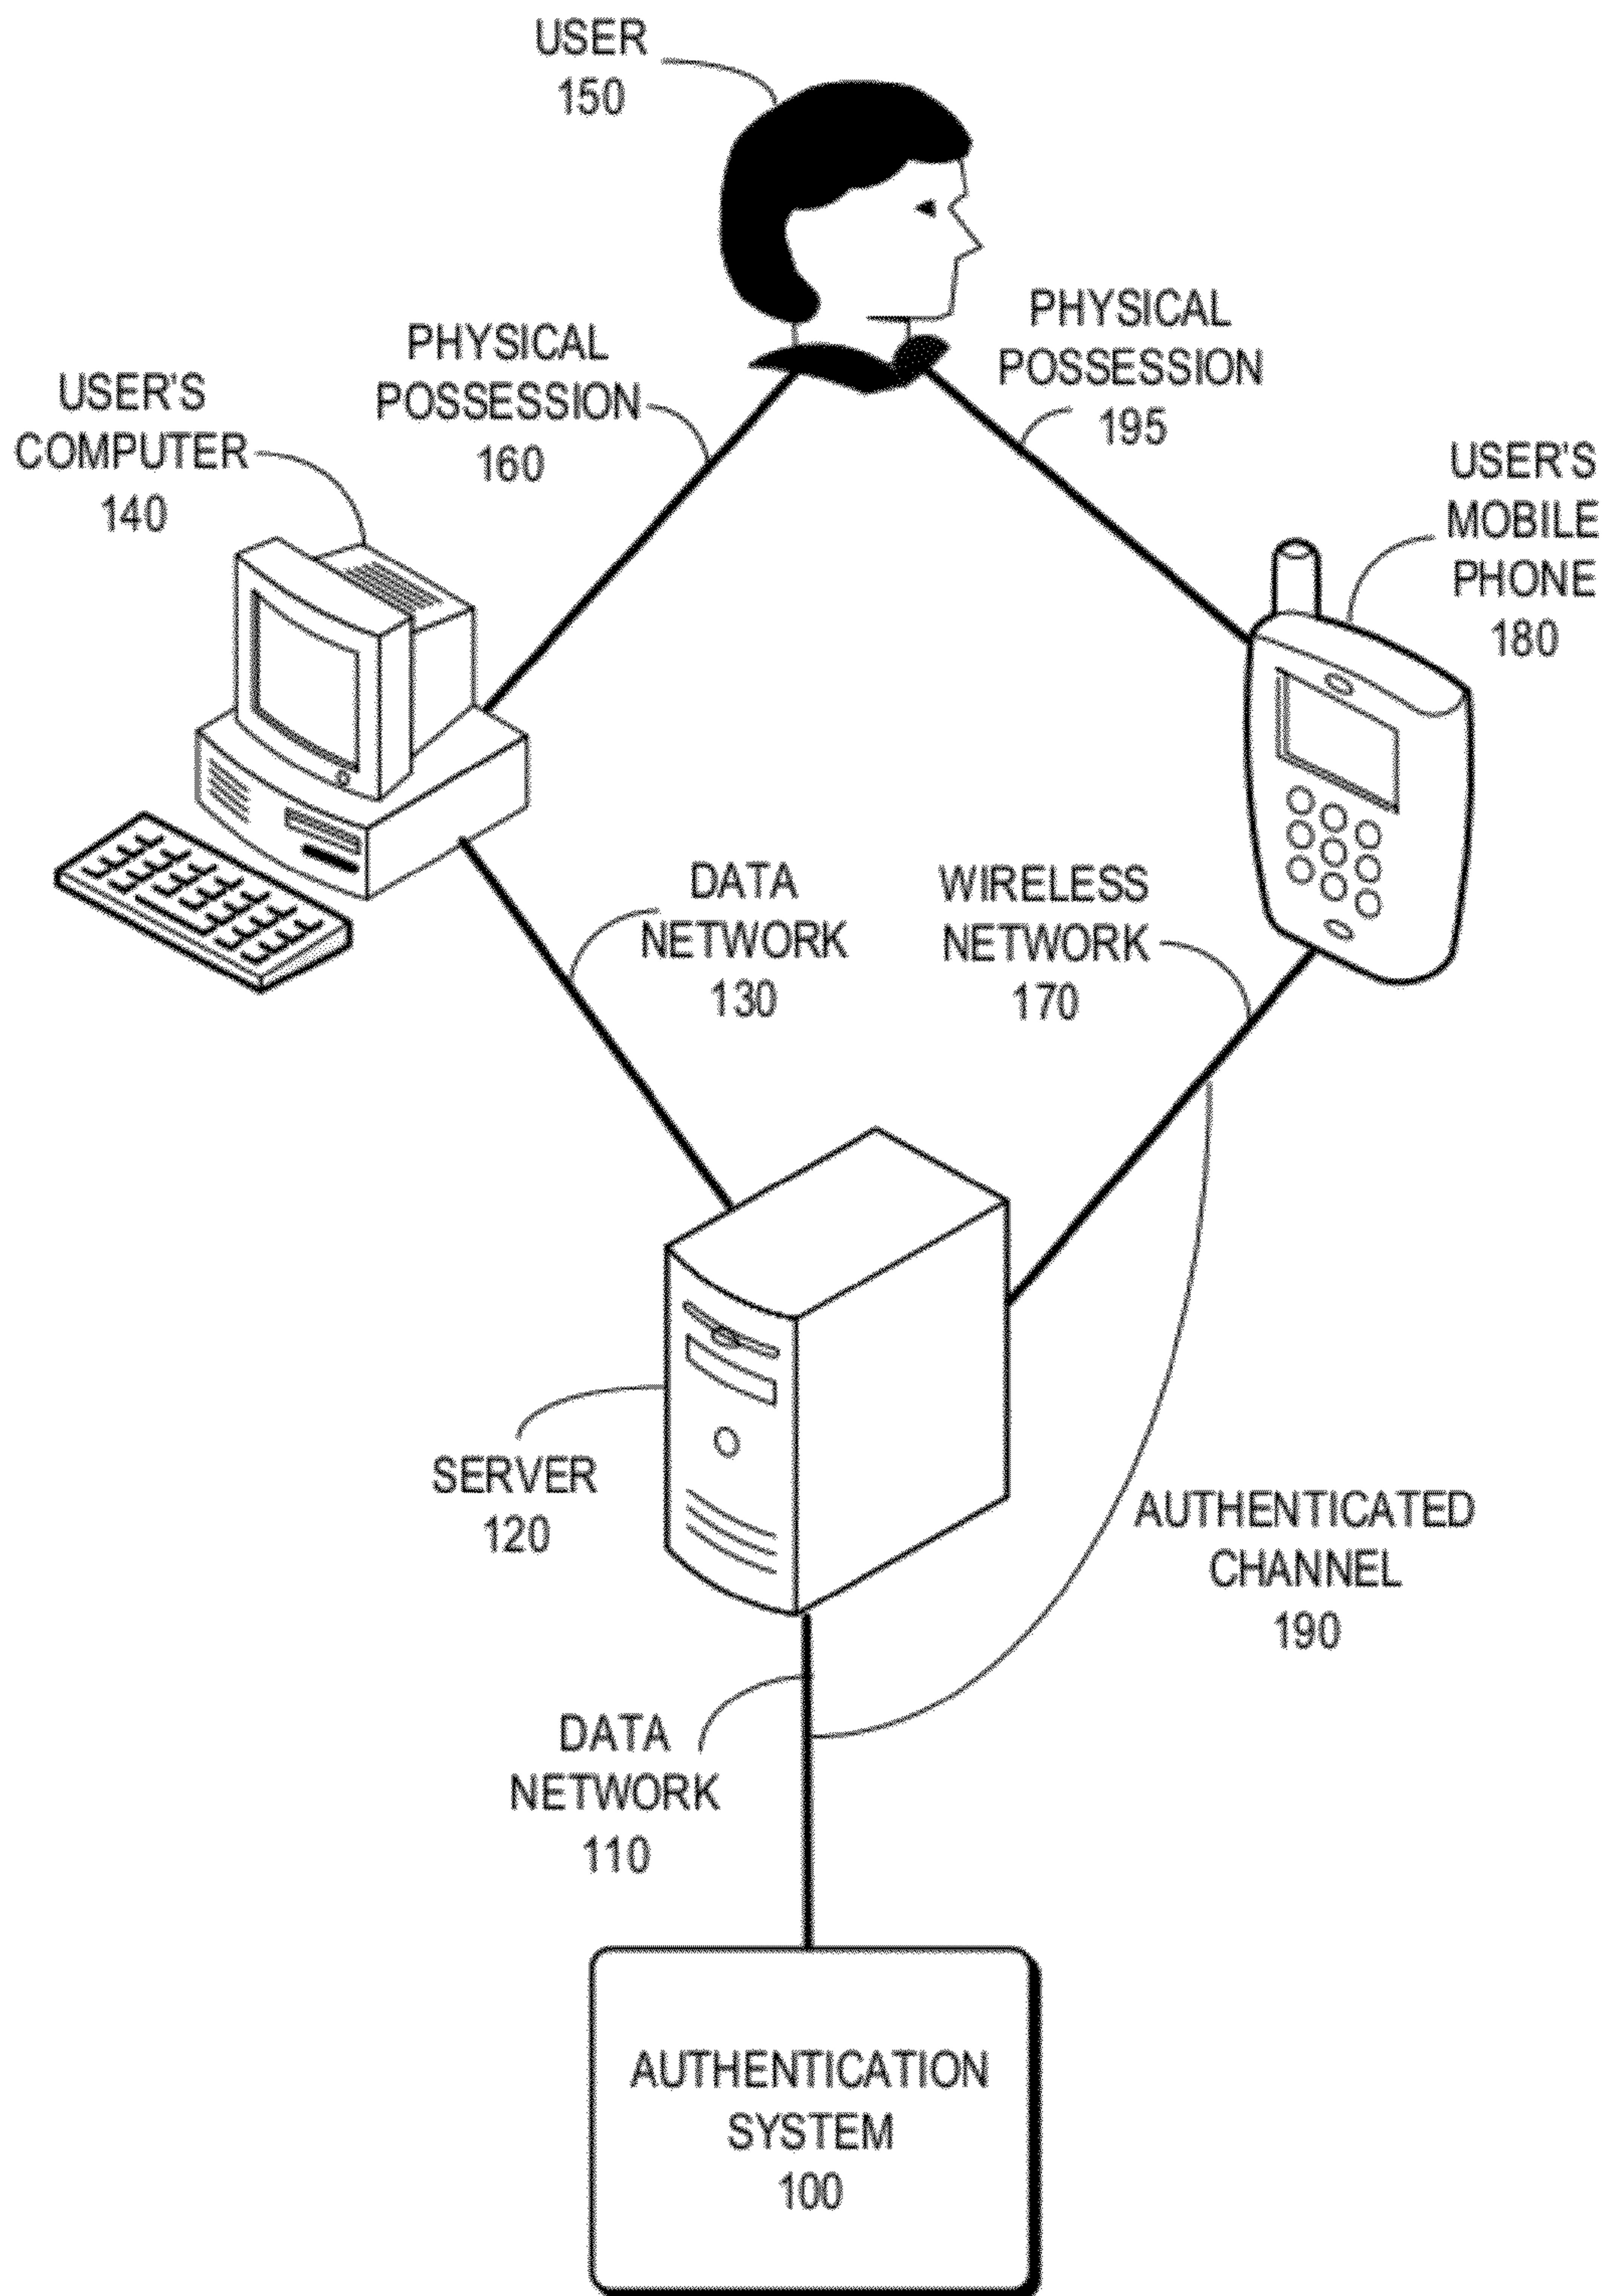 USER
150
PHYSICAL
POSSESSION
160
PHYSICAL
POSSESSION
195
USER'S
COMPUTER
140
USER'S
MOBILE
PHONE
180
DATA
NETWORK
130
WIRELESS
NETWORK
170
SERVER
120
AUTHENTICATED
CHANNEL
190
DATA
NETWORK
110
AUTHENTICATION
SYSTEM
100